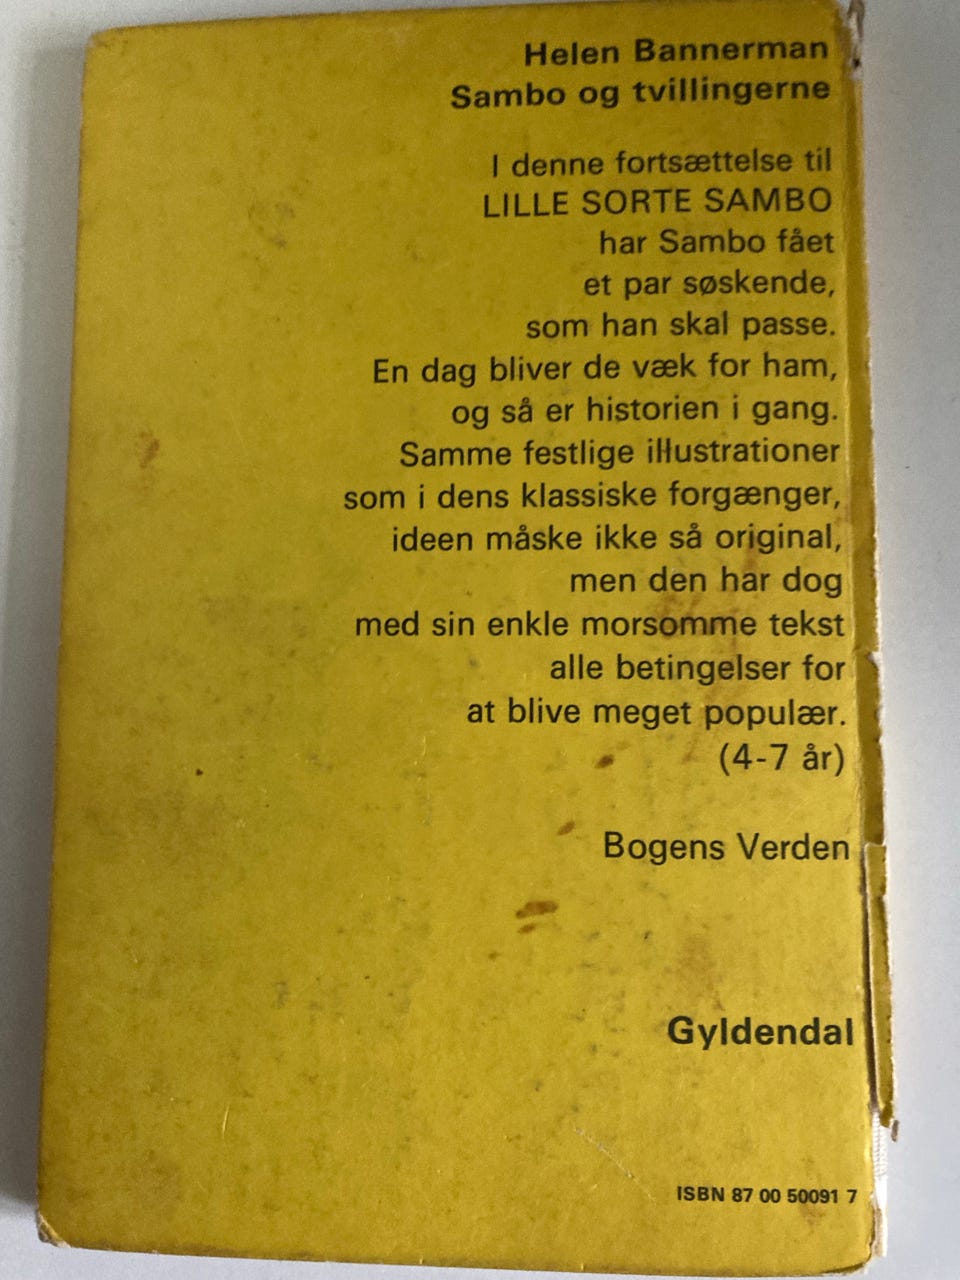 Helen Bannerman
Sambo og tvillingerne
I denne fortsættelse til
LILLE SORTE SAMBO
har Sambo fået
et par søskende,
som han skal passe.
En dag bliver de væk for ham,
og så er historien i gang.
Samme festlige illustrationer
som i dens klassiske forgænger,
ideen måske ikke så original,
men den har dog
med sin enkle morsomme tekst
alle betingelser for
at blive meget populær.
(4-7 år)
Bogens Verden
Gyldendal
ISBN 87 00 50091 7